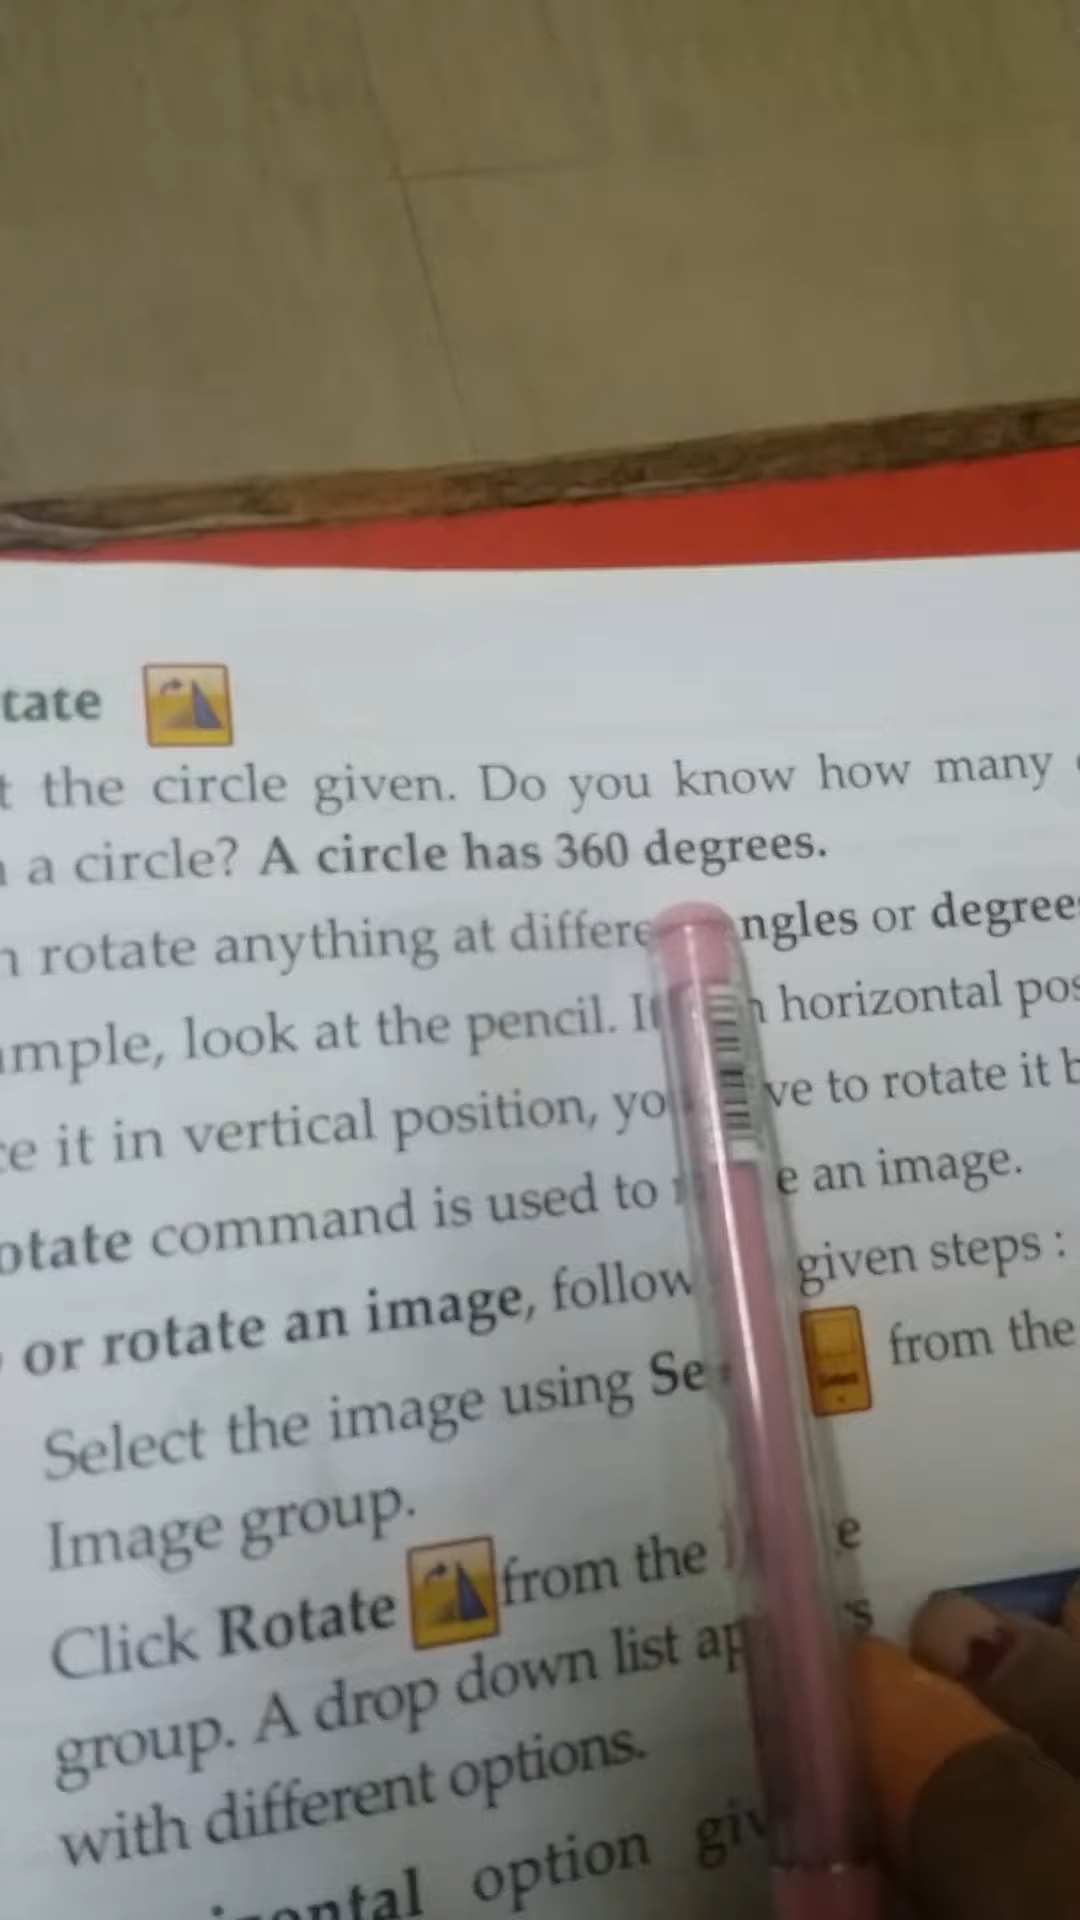 tate
the circle given. Do you know how many
a circle? A circle has 360 degrees.
rotate anything at differe ngles or degree
mple, look at the pencil. I horizontal pos
e it in vertical position, yo ve to rotate it b
otate command is used to e an image.
or rotate an image, follow given steps :
Select the image using Se from the
Image group.
Click Rotate from the e
group. A drop down list ap s
with different options.
ontal option giv